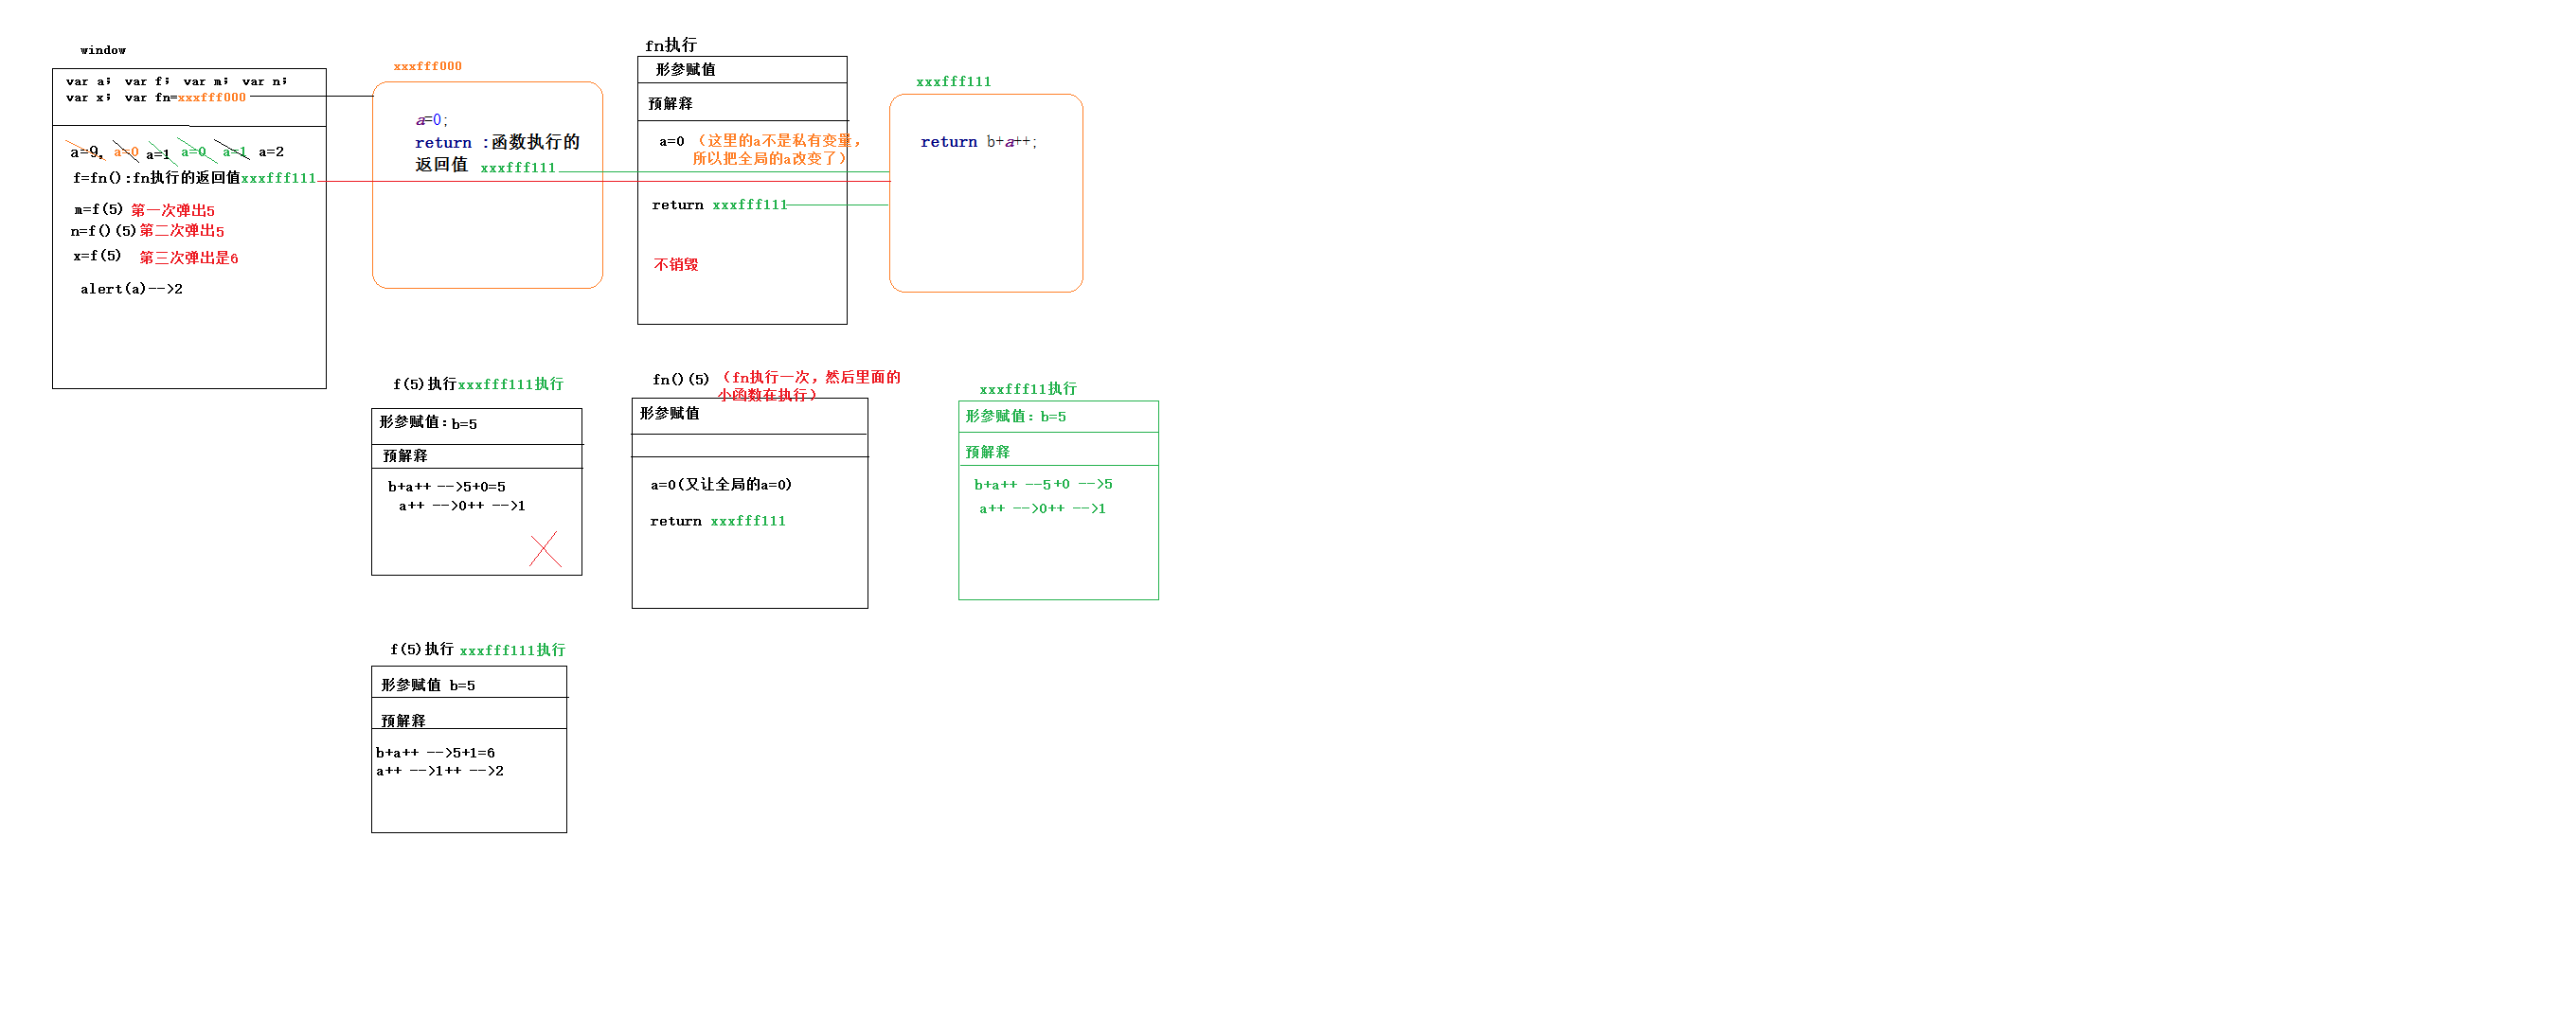 window
var a; var f; var m; var n;
var x; var fn=xxxfff000
a=9, a=0 a=1 a=0 a=1 a=2
f=fn():fn执行的返回值xxxfff111
m=f(5) 第一次弹出5
n=f()(5)第二次弹出5
x=f(5) 第三次弹出是6
alert(a)-->2
xxxfff000
a=0;
return :函数执行的
返回值 xxxfff111
fn执行
形参赋值
预解释
a=0 (这里的a不是私有变量,
所以把全局的a改变了)
return xxxfff111
不销毁
xxxfff111
return b+a++;
f(5)执行xxxfff111执行
形参赋值:b=5
预解释
b+a++ -->5+0=5
a++ -->0++ -->1
fn()(5) (fn执行一次,然后里面的
小函数在执行)
形参赋值
a=0(又让全局的a=0)
return xxxfff111
xxxfff11执行
形参赋值:b=5
预解释
b+a++ --5+0 -->5
a++ -->0++ -->1
f(5)执行 xxxfff111执行
形参赋值 b=5
预解释
b+a++ -->5+1=6
a++ -->1++ -->2